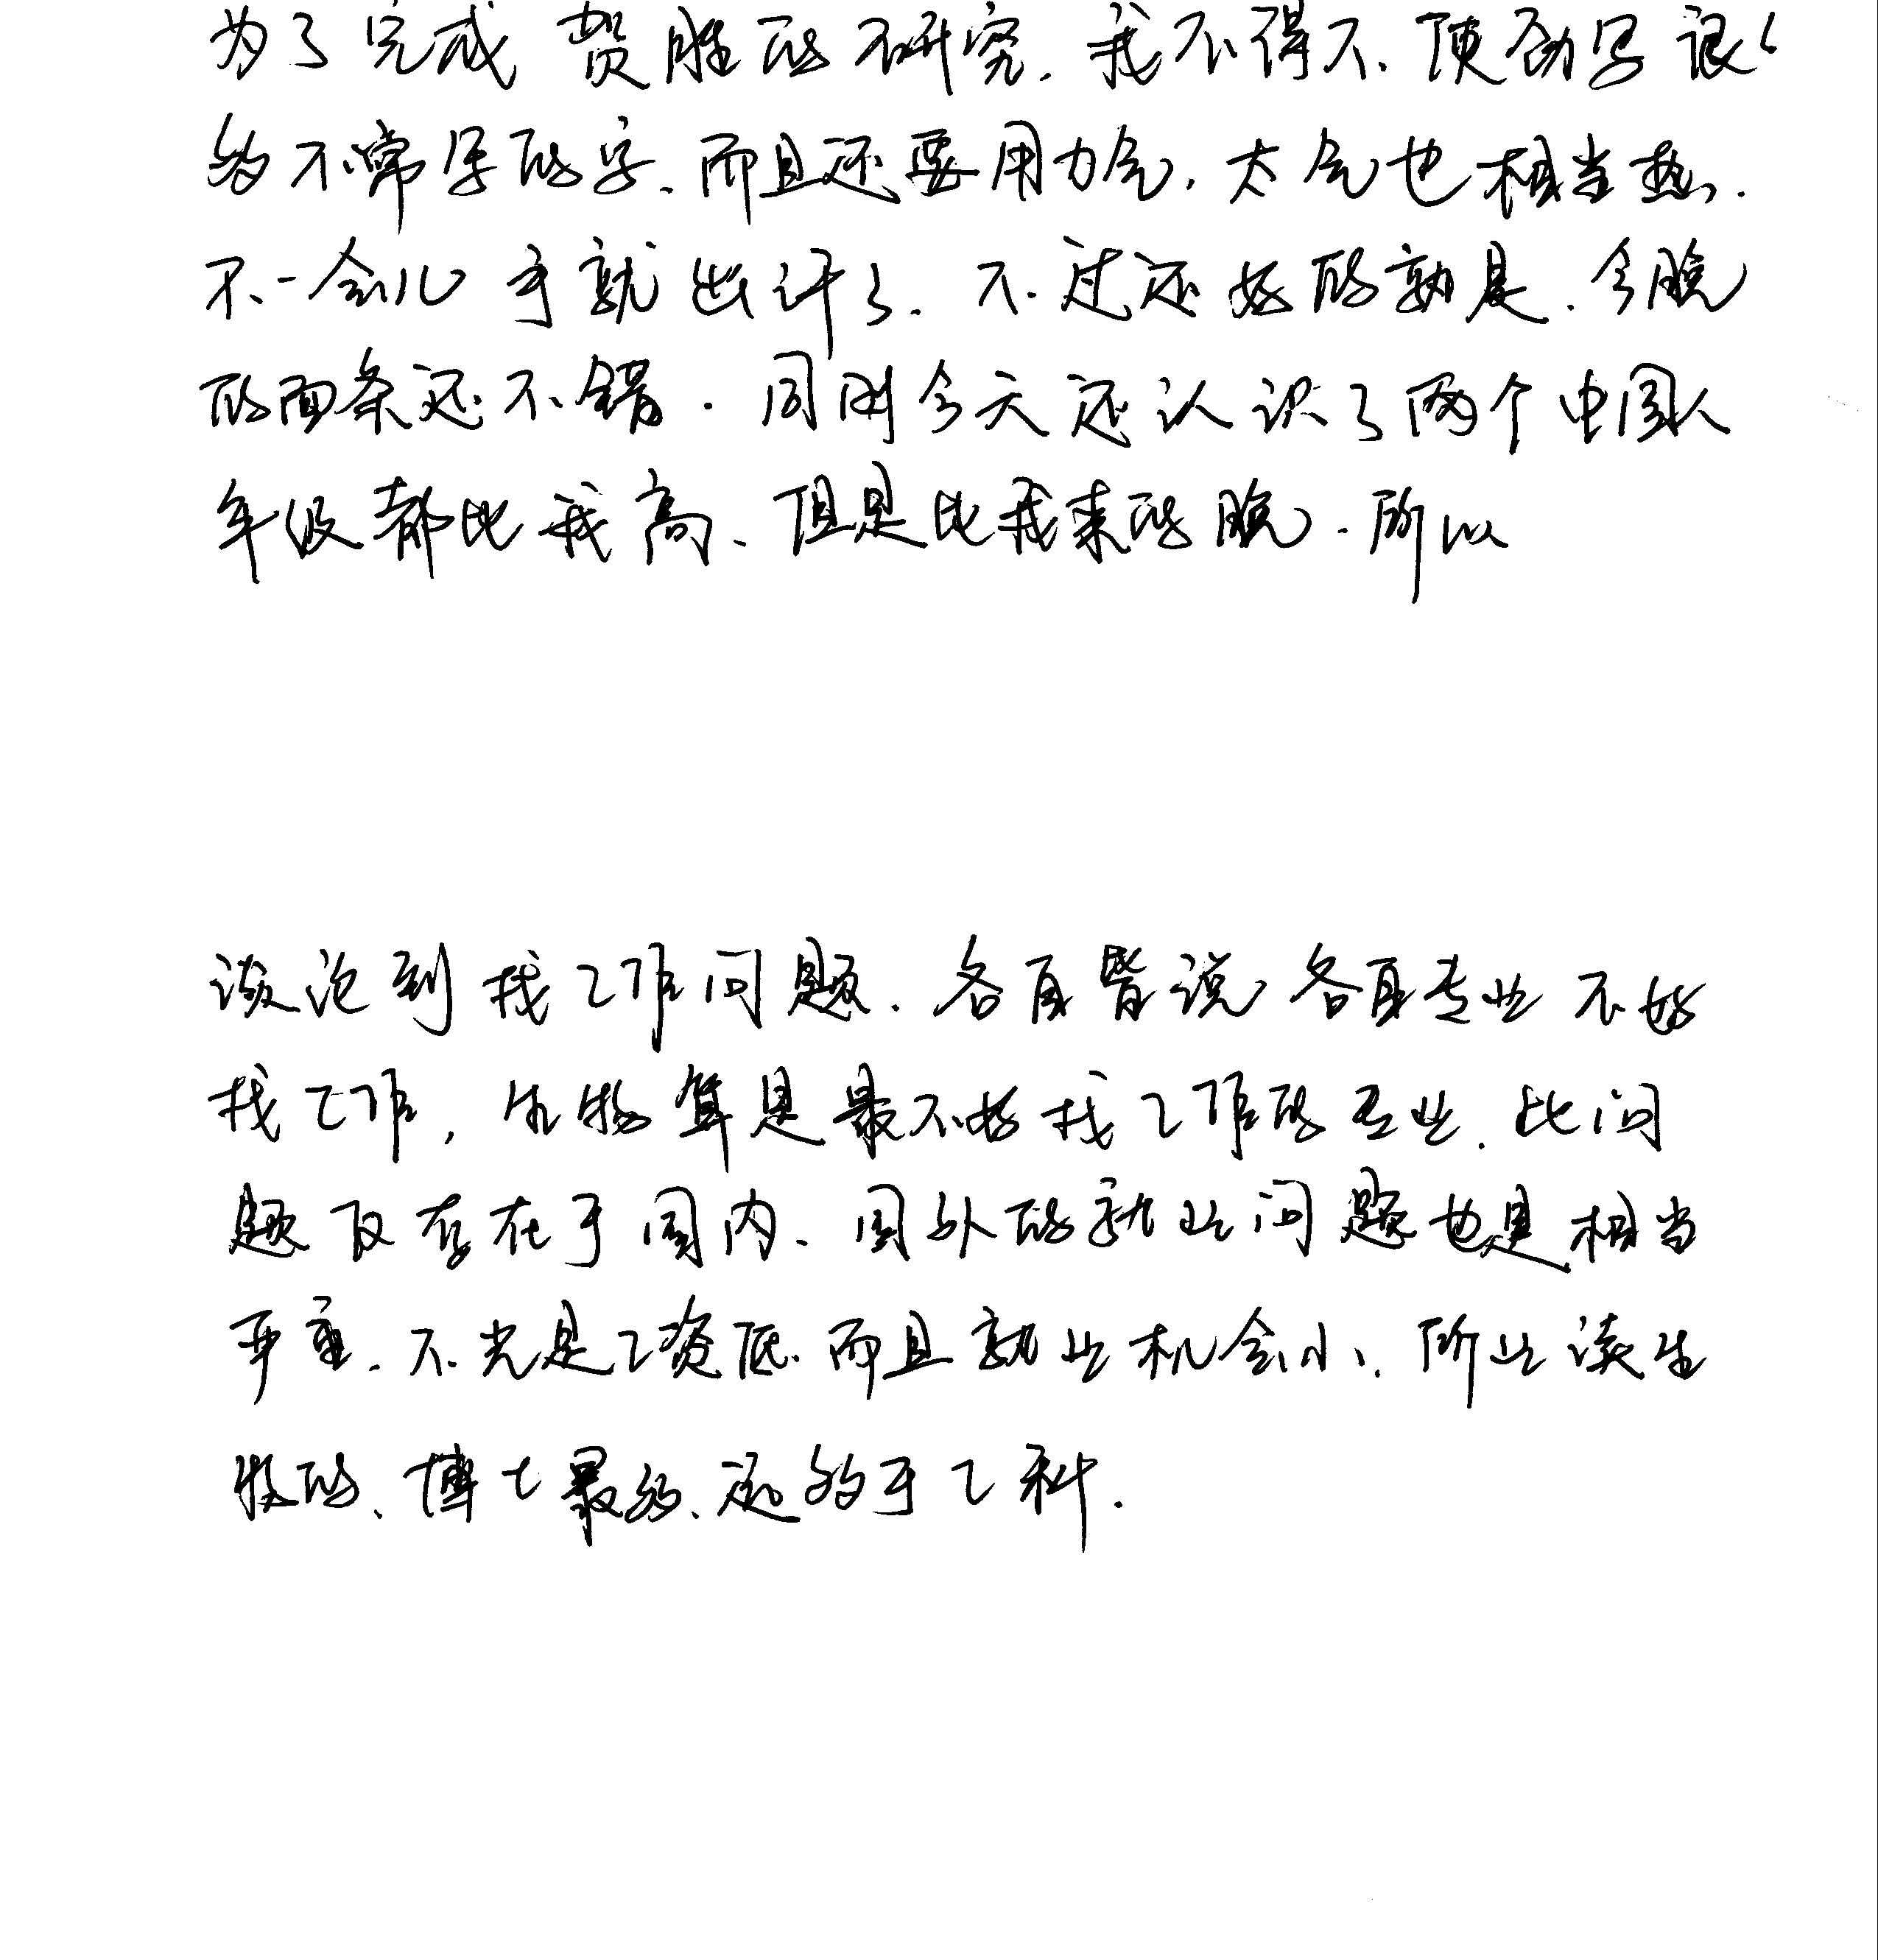 为了完成贺胜的研究，我不得不使劲写很
多不常写的字，而且还要用力气，天气也相当热，
不一会儿手就出汗了，不过还好的就是，今晚
的面条还不错．同时今天还认识了两个中国人
年级都比我高、但是比我来的晚．所以
谈论到找工作问题．各自皆说各自专业不好
找工作，生物算是最不好找工作的专业．此问
题仅存在于国内、国外的就业问题也是相当
严重．不光是工资低．而且就业机会小．所以读生
物的、博士最多、远多于工科．